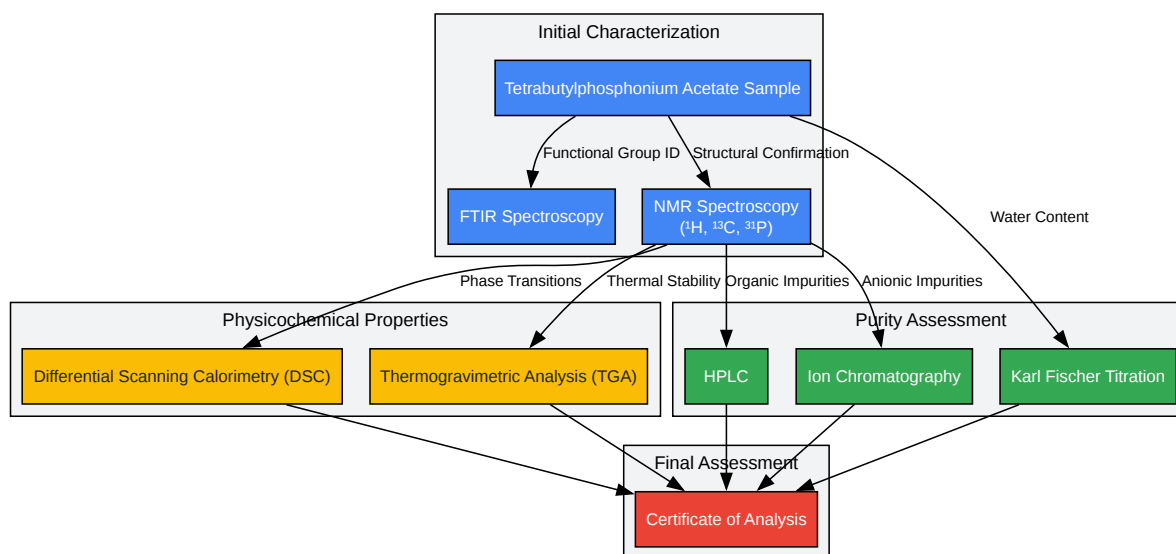 Initial Characterization
Tetrabutylphosphonium Acetate Sample
Functional Group ID
Structural Confirmation
FTIR Spectroscopy
NMR Spectroscopy
(¹H, ¹³C, ³¹P)
Water Content
Phase Transitions
Thermal Stability
Organic Impurities
Anionic Impurities
Physicochemical Properties
Purity Assessment
Differential Scanning Calorimetry (DSC)
Thermogravimetric Analysis (TGA)
HPLC
Ion Chromatography
Karl Fischer Titration
Final Assessment
Certificate of Analysis